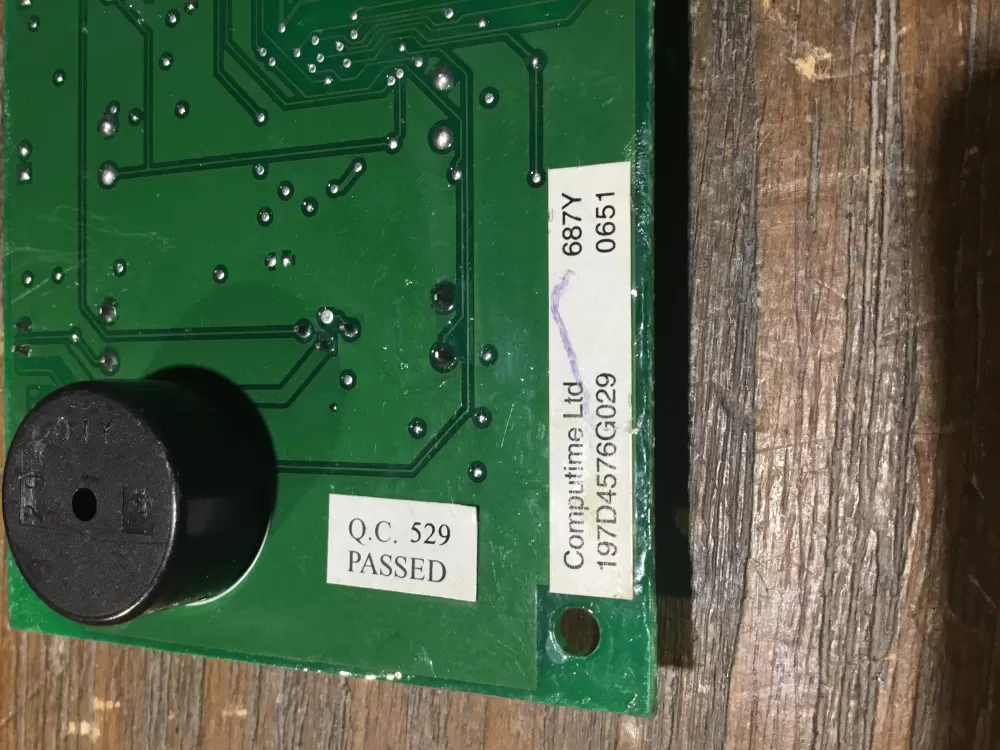 Computime Ltd 687Y
197D4576G029 0651
Q.C. 529
PASSED